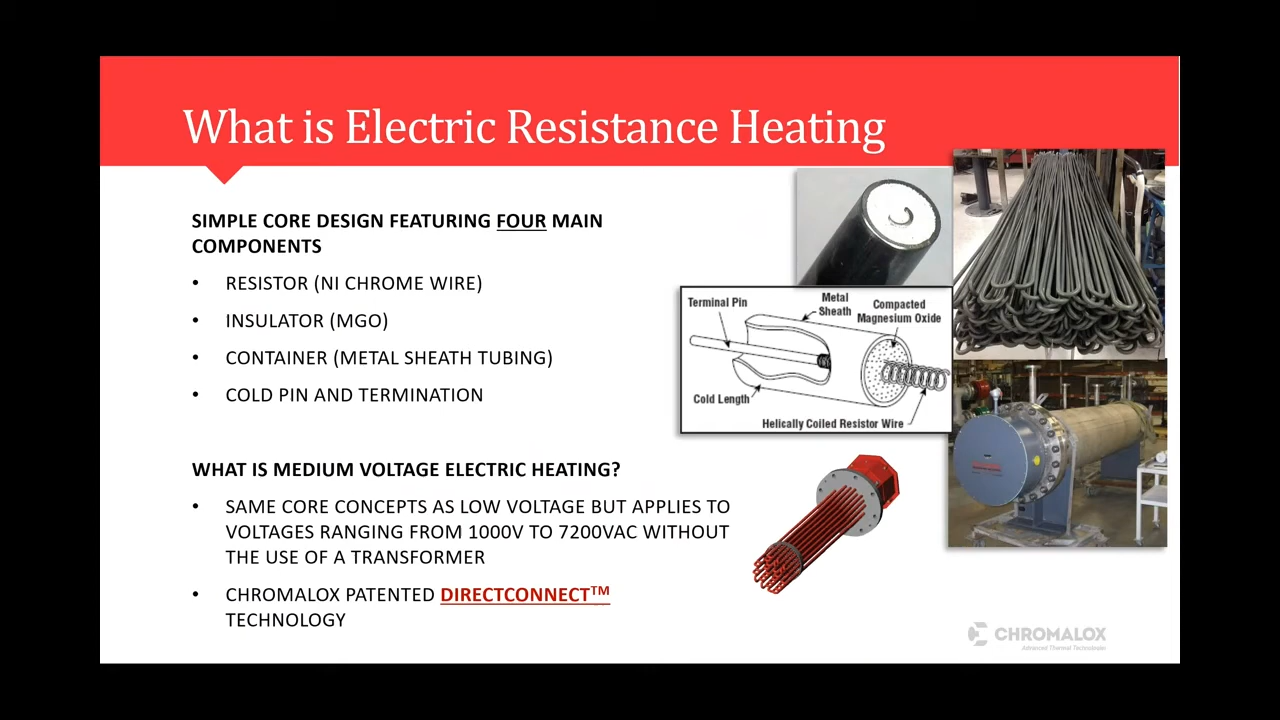 What is Electric Resistance Heating
SIMPLE CORE DESIGN FEATURING FOUR MAIN
COMPONENTS
• RESISTOR (NI CHROME WIRE)
• INSULATOR (MGO)
• CONTAINER (METAL SHEATH TUBING)
• COLD PIN AND TERMINATION
WHAT IS MEDIUM VOLTAGE ELECTRIC HEATING?
• SAME CORE CONCEPTS AS LOW VOLTAGE BUT APPLIES TO
VOLTAGES RANGING FROM 1000V TO 7200VAC WITHOUT
THE USE OF A TRANSFORMER
• CHROMALOX PATENTED DIRECTCONNECT™
TECHNOLOGY
Terminal Pin
Metal
Sheath
Compacted
Magnesium Oxide
Cold Length
Helically Coiled Resistor Wire
CHROMALOX
Advanced Thermal Technologies